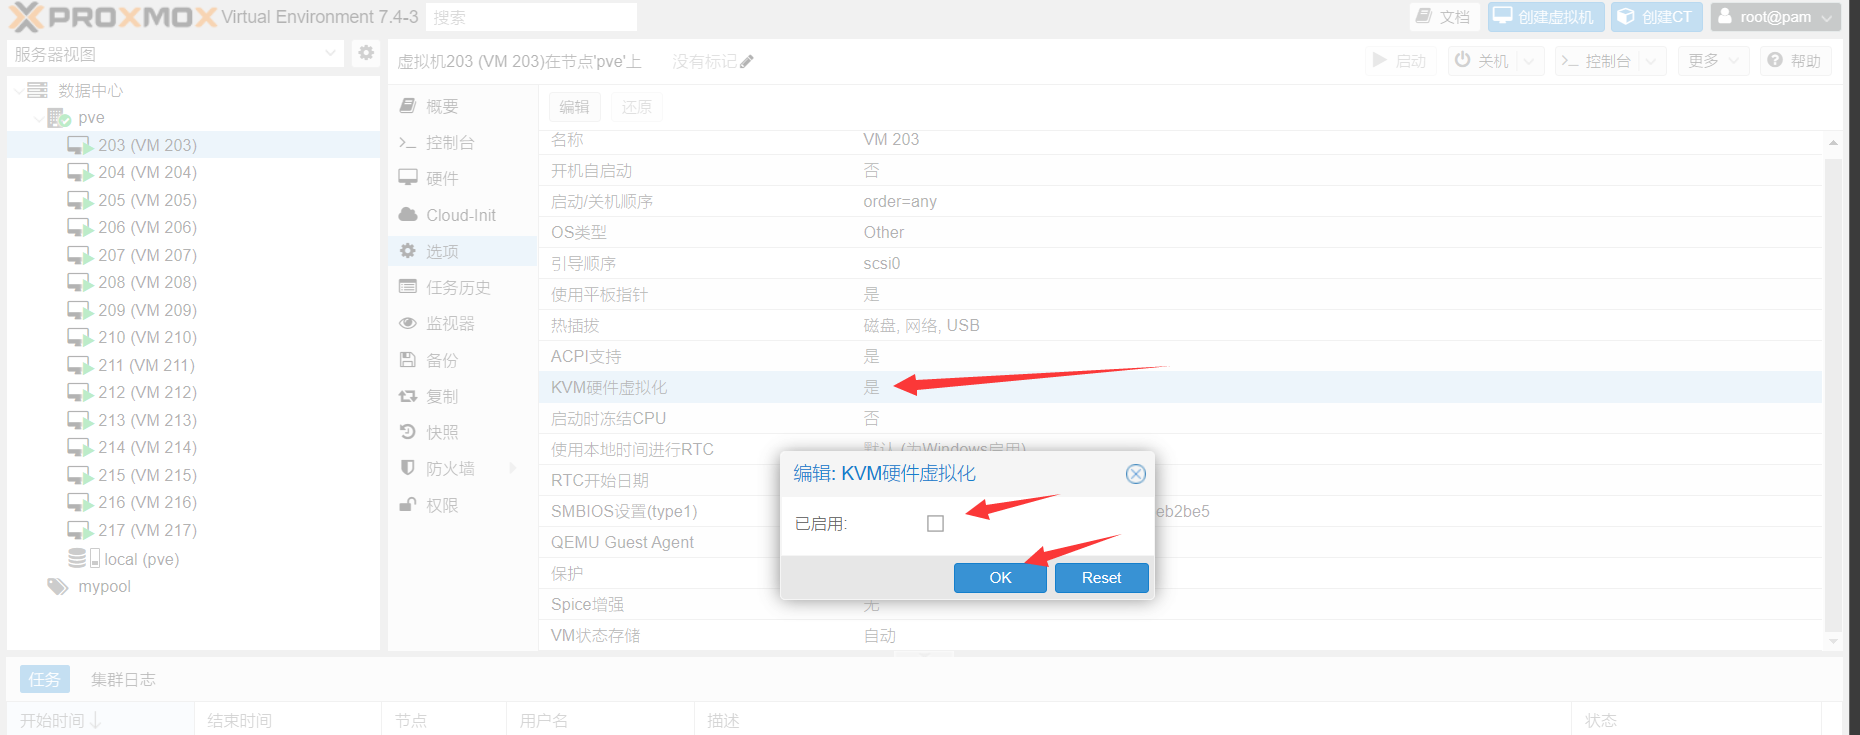 PROXMOX Virtual Environment 7.4-3 搜索 文档 创建虚拟机 创建CT root@pam
服务器视图
虚拟机203 (VM 203)在节点'pve'上 没有标记 启动 关机 控制台 更多 帮助
数据中心
pve
203 (VM 203)
204 (VM 204)
205 (VM 205)
206 (VM 206)
207 (VM 207)
208 (VM 208)
209 (VM 209)
210 (VM 210)
211 (VM 211)
212 (VM 212)
213 (VM 213)
214 (VM 214)
215 (VM 215)
216 (VM 216)
217 (VM 217)
local (pve)
mypool
概要
控制台
硬件
Cloud-Init
选项
任务历史
监视器
备份
复制
快照
防火墙
权限
编辑 还原
名称 VM 203
开机自启动 否
启动/关机顺序 order=any
OS类型 Other
引导顺序 scsi0
使用平板指针 是
热插拔 磁盘, 网络, USB
ACPI支持 是
KVM硬件虚拟化 是
启动时冻结CPU 否
使用本地时间进行RTC 默认 (为Windows启用)
RTC开始日期
SMBIOS设置(type1) eb2be5
QEMU Guest Agent
保护
Spice增强 无
VM状态存储 自动
编辑: KVM硬件虚拟化
已启用:
OK Reset
任务 集群日志
开始时间 结束时间 节点 用户名 描述 状态